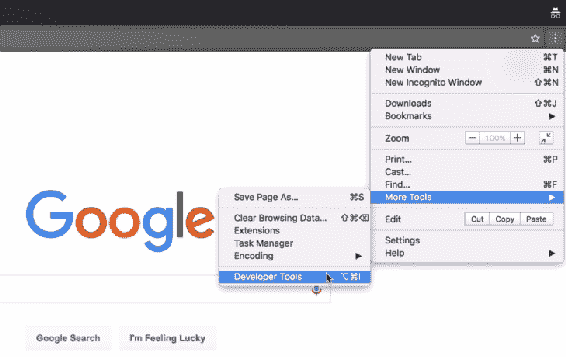 New Tab ⌘T
New Window ⌘N
New Incognito Window ⇧⌘N
Downloads ⇧⌘J
Bookmarks ▶
Zoom − 100% +
Print... ⌘P
Cast...
Find... ⌘F
More Tools ▶
Edit Cut Copy Paste
Settings
Help ▶
Save Page As... ⌘S
Clear Browsing Data... ⇧⌘⌫
Extensions
Task Manager
Encoding ▶
Developer Tools ⌥⌘I
Google
Google Search I'm Feeling Lucky